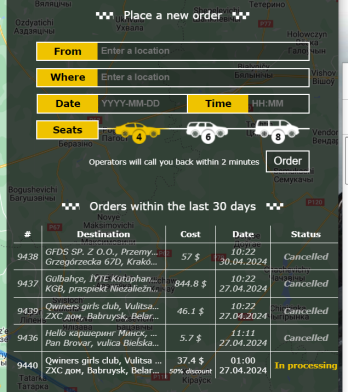 Place a new order
From Enter a location
Where Enter a location
Date YYYY-MM-DD Time HH:MM
Seats 4 6 8
Operators will call you back within 2 minutes Order
Orders within the last 30 days
# Destination Cost Date Status
9438 GFDS SP. Z O.O., Przemy... 57 $ 10:22 Cancelled
Grzegórzecka 67D, Krako... 30.04.2024
9437 Gülbahçe, İYTE Kütüphan... 844.8 $ 10:22 Cancelled
KGB, praspiekt Niezaliežn... 27.04.2024
9439 Qwiners girls club, Vulitsa... 46.1 $ 10:22 Cancelled
ZXC дом, Babruysk, Belar... 27.04.2024
9436 Hello каршеринг Минск, ... 5.7 $ 11:11 Cancelled
Pan Brovar, vulica Bielska... 27.04.2024
9440 Qwiners girls club, Vulitsa ... 37.4 $ 01:00 In processing
ZXC дом, Babruysk, Belar... 50% discount 27.04.2024